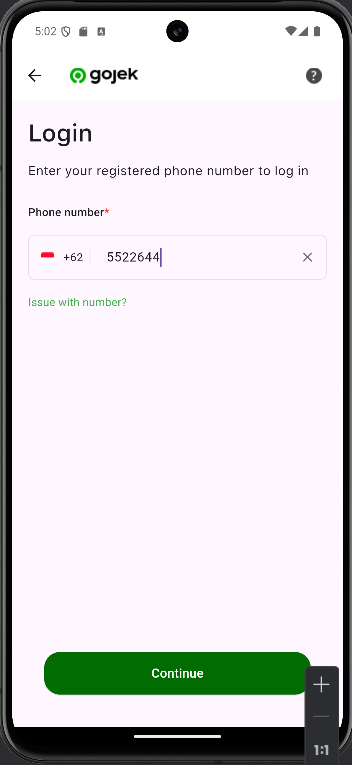 5:02
gojek
?
Login
Enter your registered phone number to log in
Phone number*
+62 5522644
Issue with number?
Continue
1:1